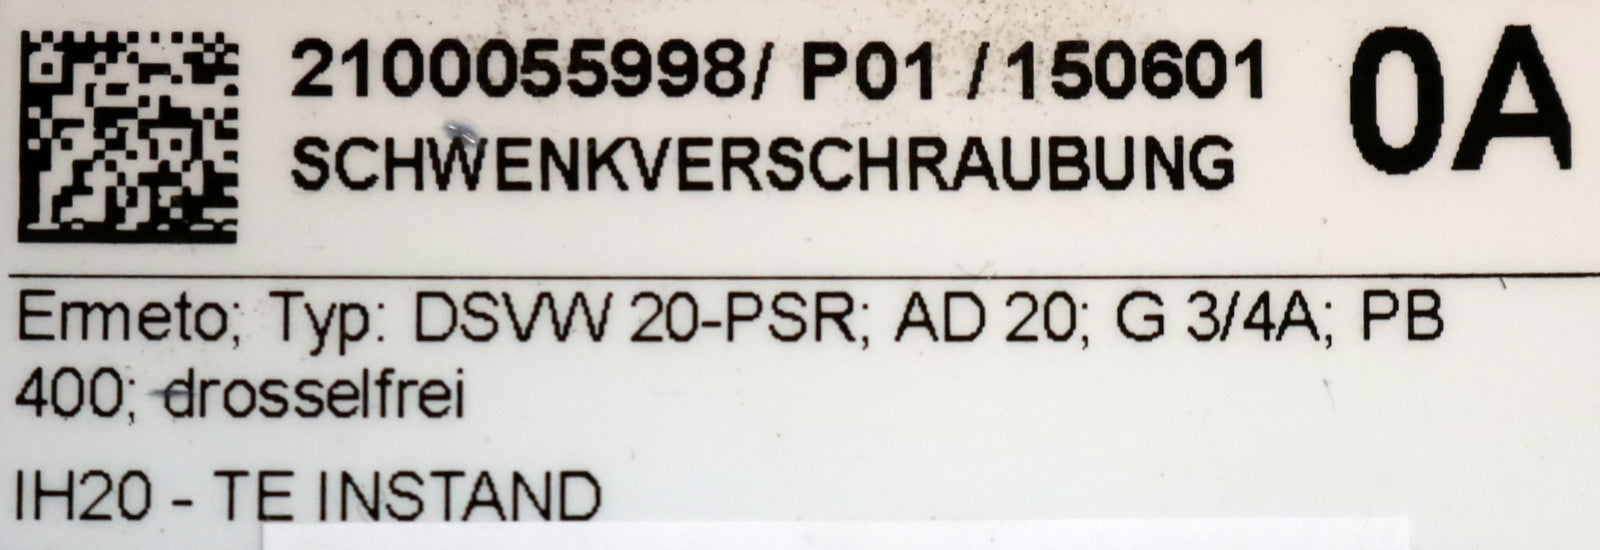 2100055998/ P01 /150601 0A
SCHWENKVERSCHRAUBUNG
Ermeto; Typ: DSVW 20-PSR; AD 20; G 3/4A; PB
400; drosselfrei
IH20 - TE INSTAND